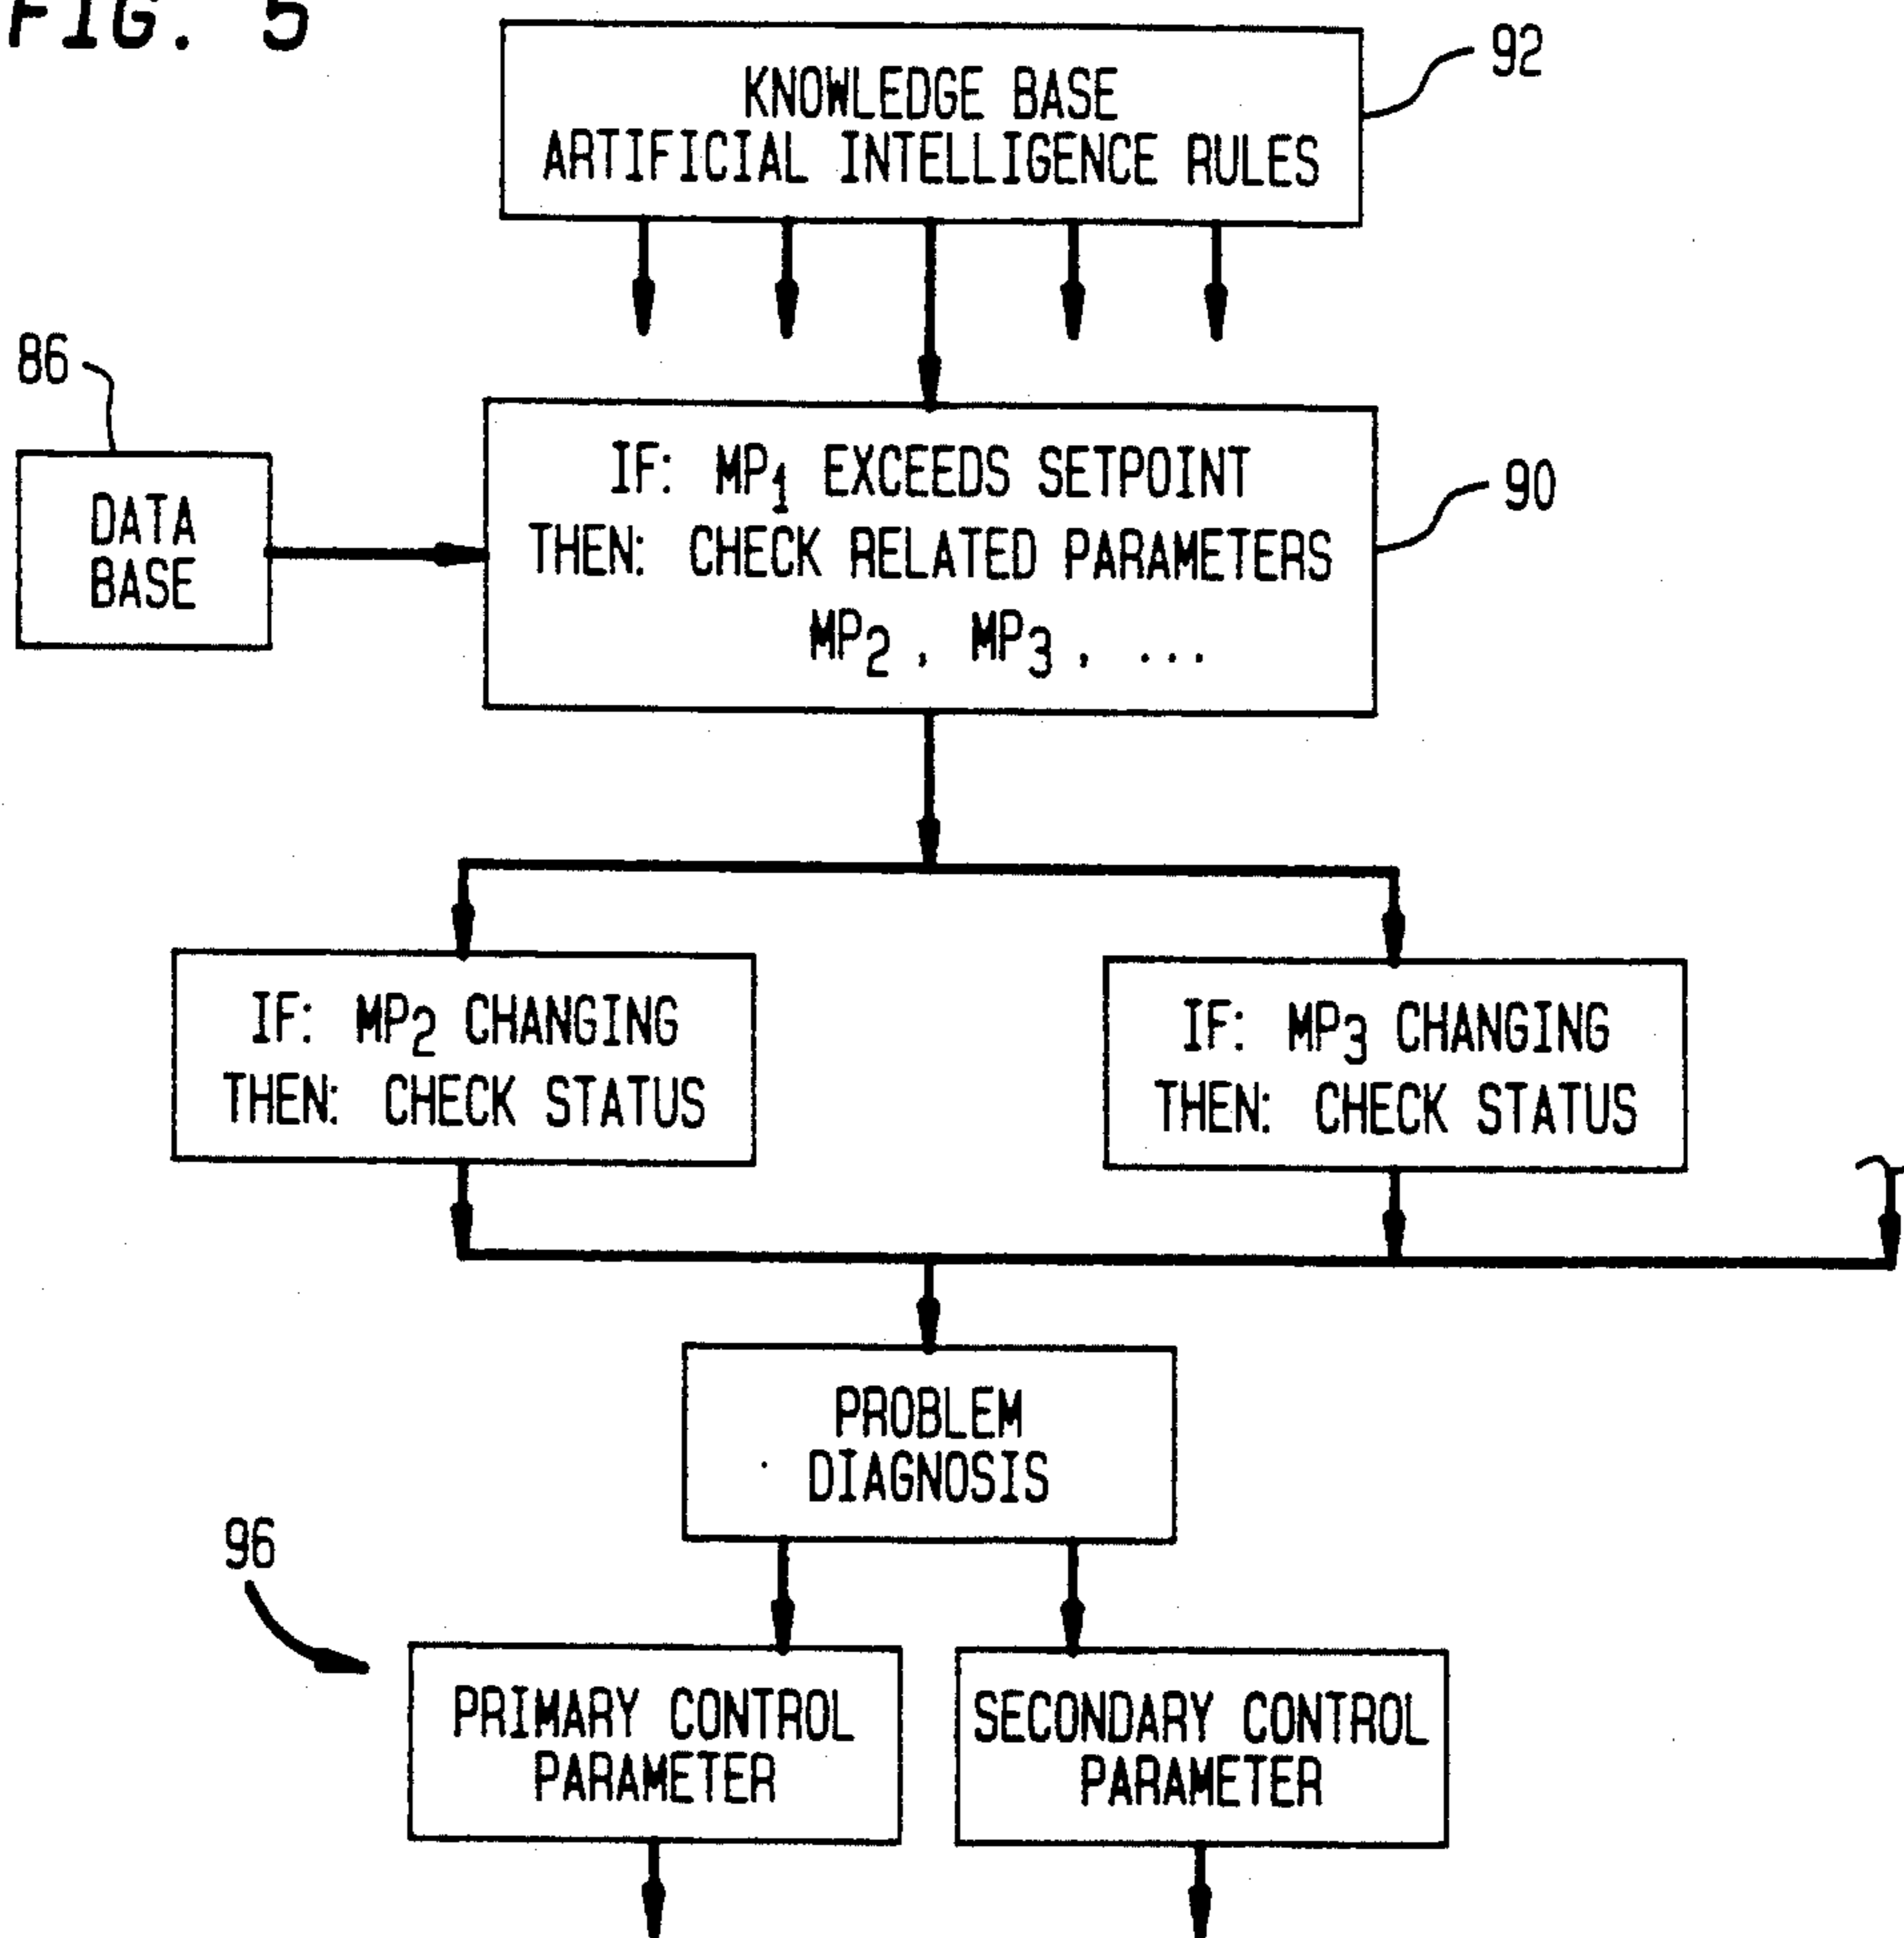 FIG. 5
92
KNOWLEDGE BASE
ARTIFICIAL INTELLIGENCE RULES
86
DATA
BASE
IF: MP₁ EXCEEDS SETPOINT
THEN: CHECK RELATED PARAMETERS
MP₂ , MP₃ , ...
90
IF: MP₂ CHANGING
THEN: CHECK STATUS
IF: MP₃ CHANGING
THEN: CHECK STATUS
PROBLEM
DIAGNOSIS
96
PRIMARY CONTROL
PARAMETER
SECONDARY CONTROL
PARAMETER